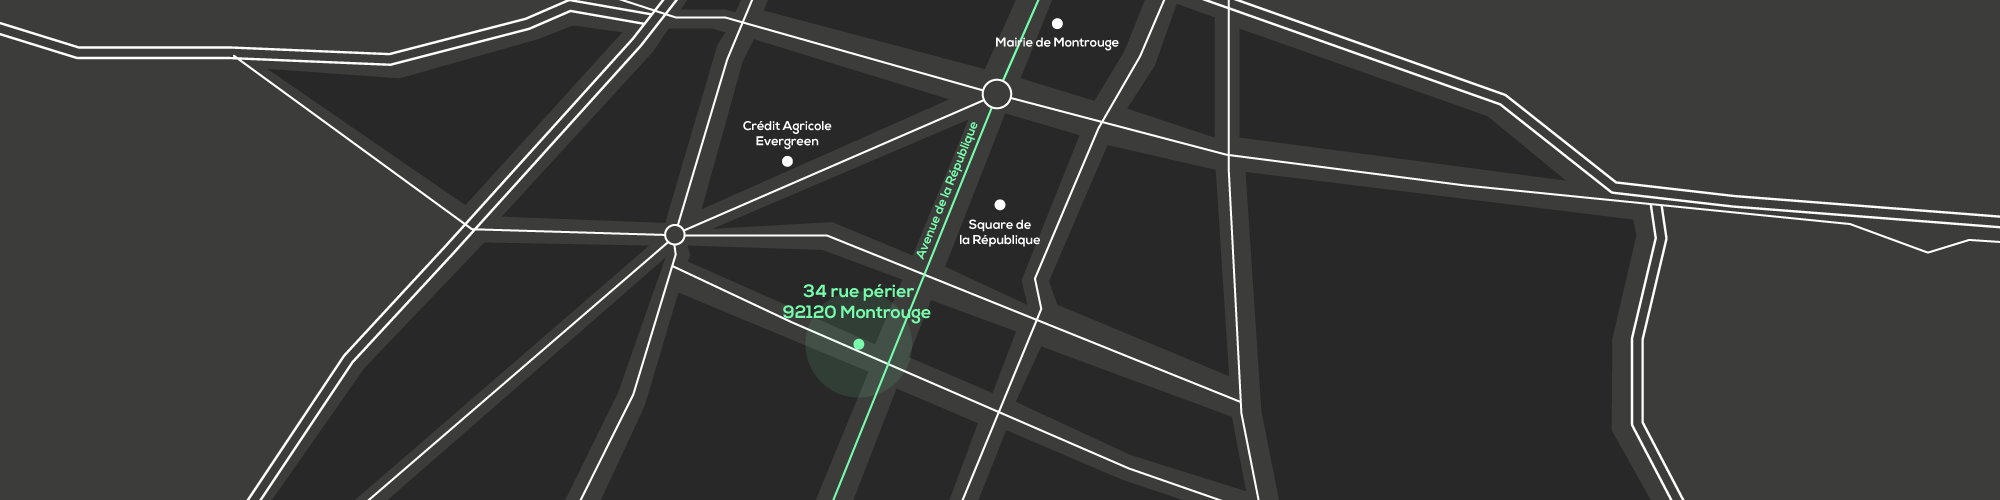 Mairie de Montrouge
Crédit Agricole
Evergreen
Avenue de la République
Square de
la République
34 rue périer
92120 Montrouge